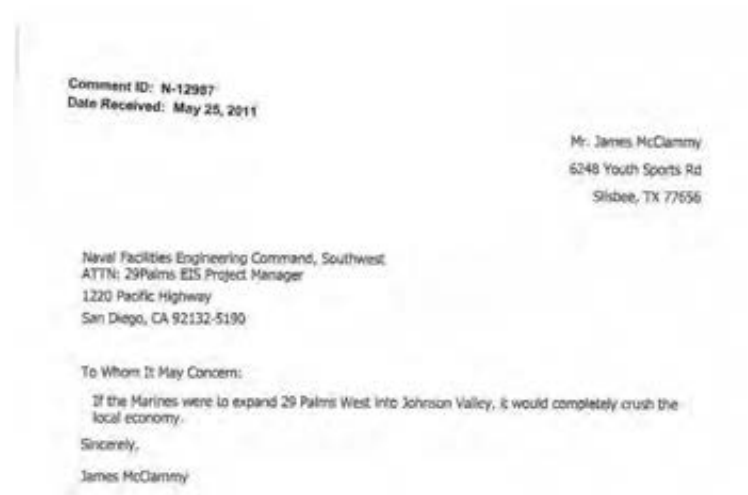 Comment ID: N-12987
Date Received: May 25, 2011
Mr. James McClammy
6248 Youth Sports Rd
Silsbee, TX 77656
Naval Facilities Engineering Command, Southwest
ATTN: 29Palms EIS Project Manager
1220 Pacific Highway
San Diego, CA 92132-5190
To Whom It May Concern:
If the Marines were to expand 29 Palms West into Johnson Valley, it would completely crush the
local economy.
Sincerely,
James McClammy